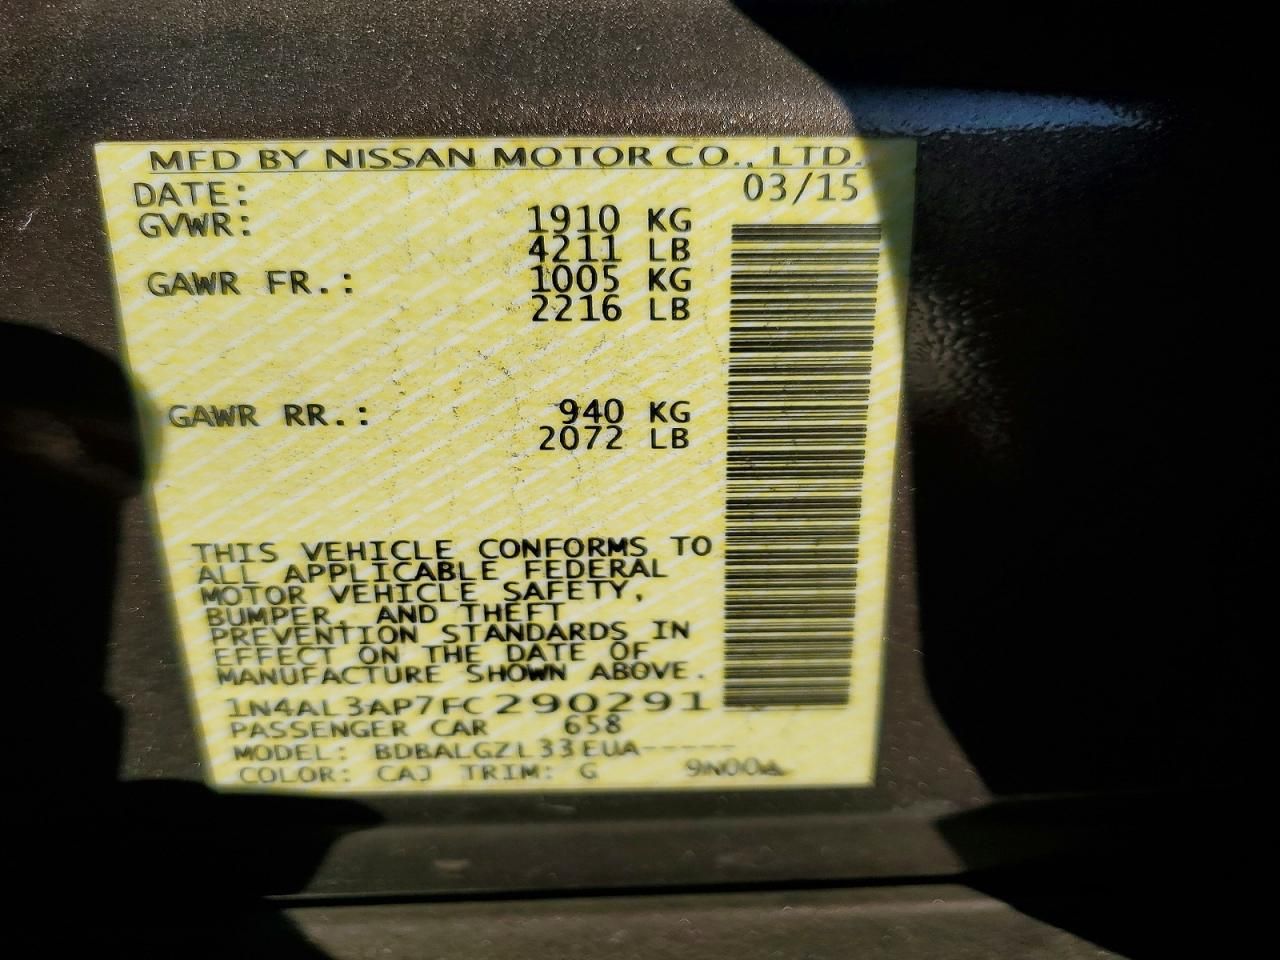 MFD BY NISSAN MOTOR CO., LTD.
DATE: 03/15
GVWR: 1910 KG
4211 LB
GAWR FR.: 1005 KG
2216 LB
GAWR RR.: 940 KG
2072 LB
THIS VEHICLE CONFORMS TO
ALL APPLICABLE FEDERAL
MOTOR VEHICLE SAFETY,
BUMPER, AND THEFT
PREVENTION STANDARDS IN
EFFECT ON THE DATE OF
MANUFACTURE SHOWN ABOVE.
1N4AL3AP7FC290291
PASSENGER CAR 658
MODEL: BDBALGZL33EUA-----
COLOR: CAJ TRIM: G 9N00A